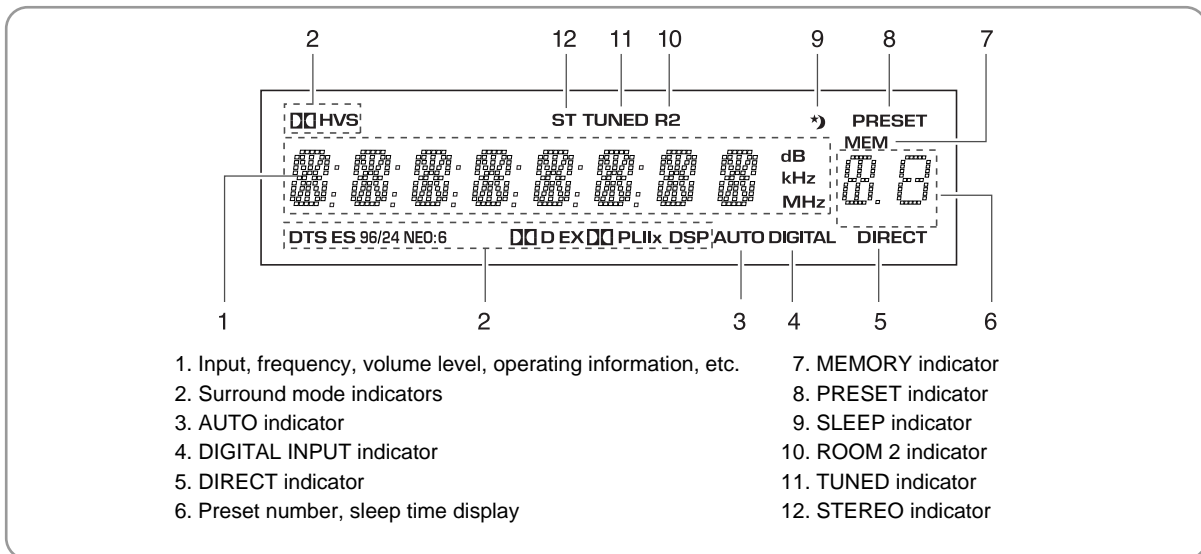 2 12 11 10 9 8 7
HVS ST TUNED R2 PRESET
MEM
dB
kHz
MHz
DTS ES 96/24 NEO:6 D EX PLIIx DSP AUTO DIGITAL DIRECT
1 2 3 4 5 6
1. Input, frequency, volume level, operating information, etc.
2. Surround mode indicators
3. AUTO indicator
4. DIGITAL INPUT indicator
5. DIRECT indicator
6. Preset number, sleep time display
7. MEMORY indicator
8. PRESET indicator
9. SLEEP indicator
10. ROOM 2 indicator
11. TUNED indicator
12. STEREO indicator